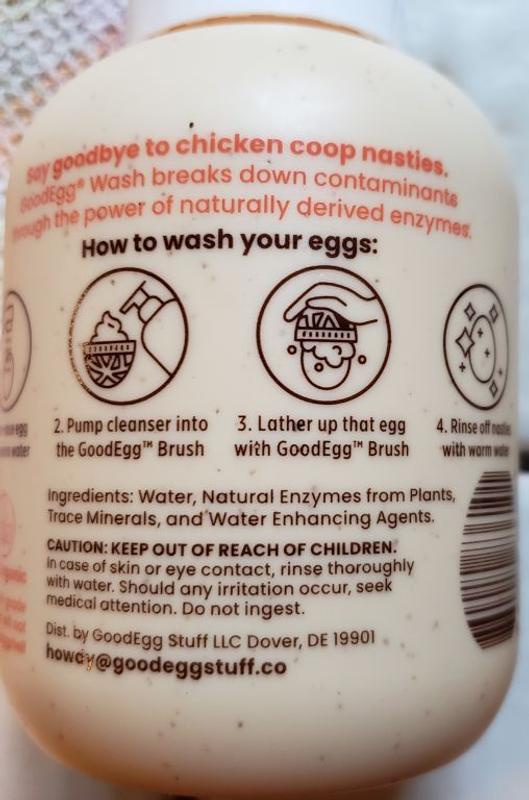 Say goodbye to chicken coop nasties.
GoodEgg® Wash breaks down contaminants
through the power of naturally derived enzymes.
How to wash your eggs:
2. Pump cleanser into
the GoodEgg™ Brush
3. Lather up that egg
with GoodEgg™ Brush
4. Rinse off nasties
with warm water
Ingredients: Water, Natural Enzymes from Plants,
Trace Minerals, and Water Enhancing Agents.
CAUTION: KEEP OUT OF REACH OF CHILDREN.
In case of skin or eye contact, rinse thoroughly
with water. Should any irritation occur, seek
medical attention. Do not ingest.
Dist. by GoodEgg Stuff LLC Dover, DE 19901
howdy@goodeggstuff.co